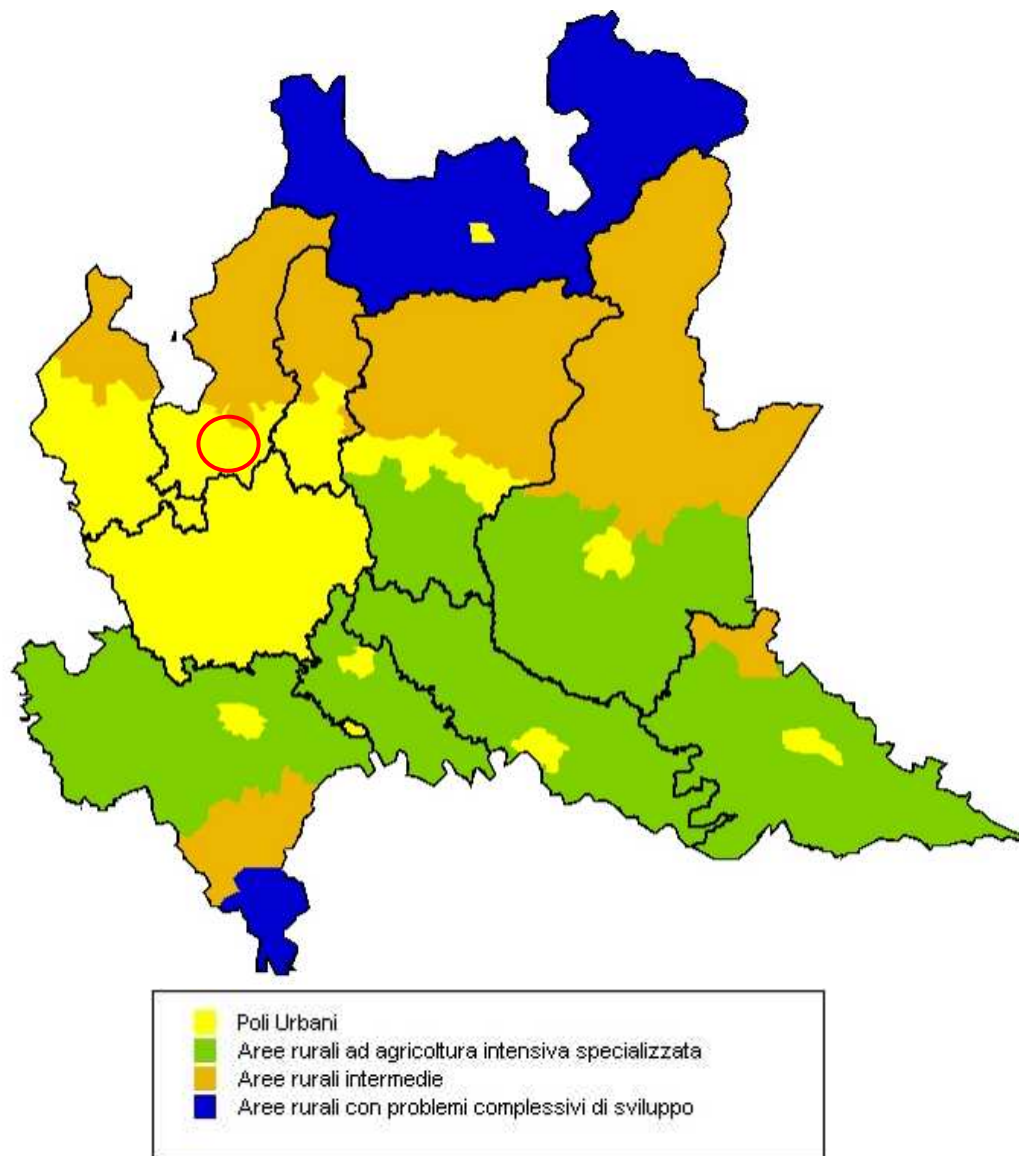 Poli Urbani
Aree rurali ad agricoltura intensiva specializzata
Aree rurali intermedie
Aree rurali con problemi complessivi di sviluppo